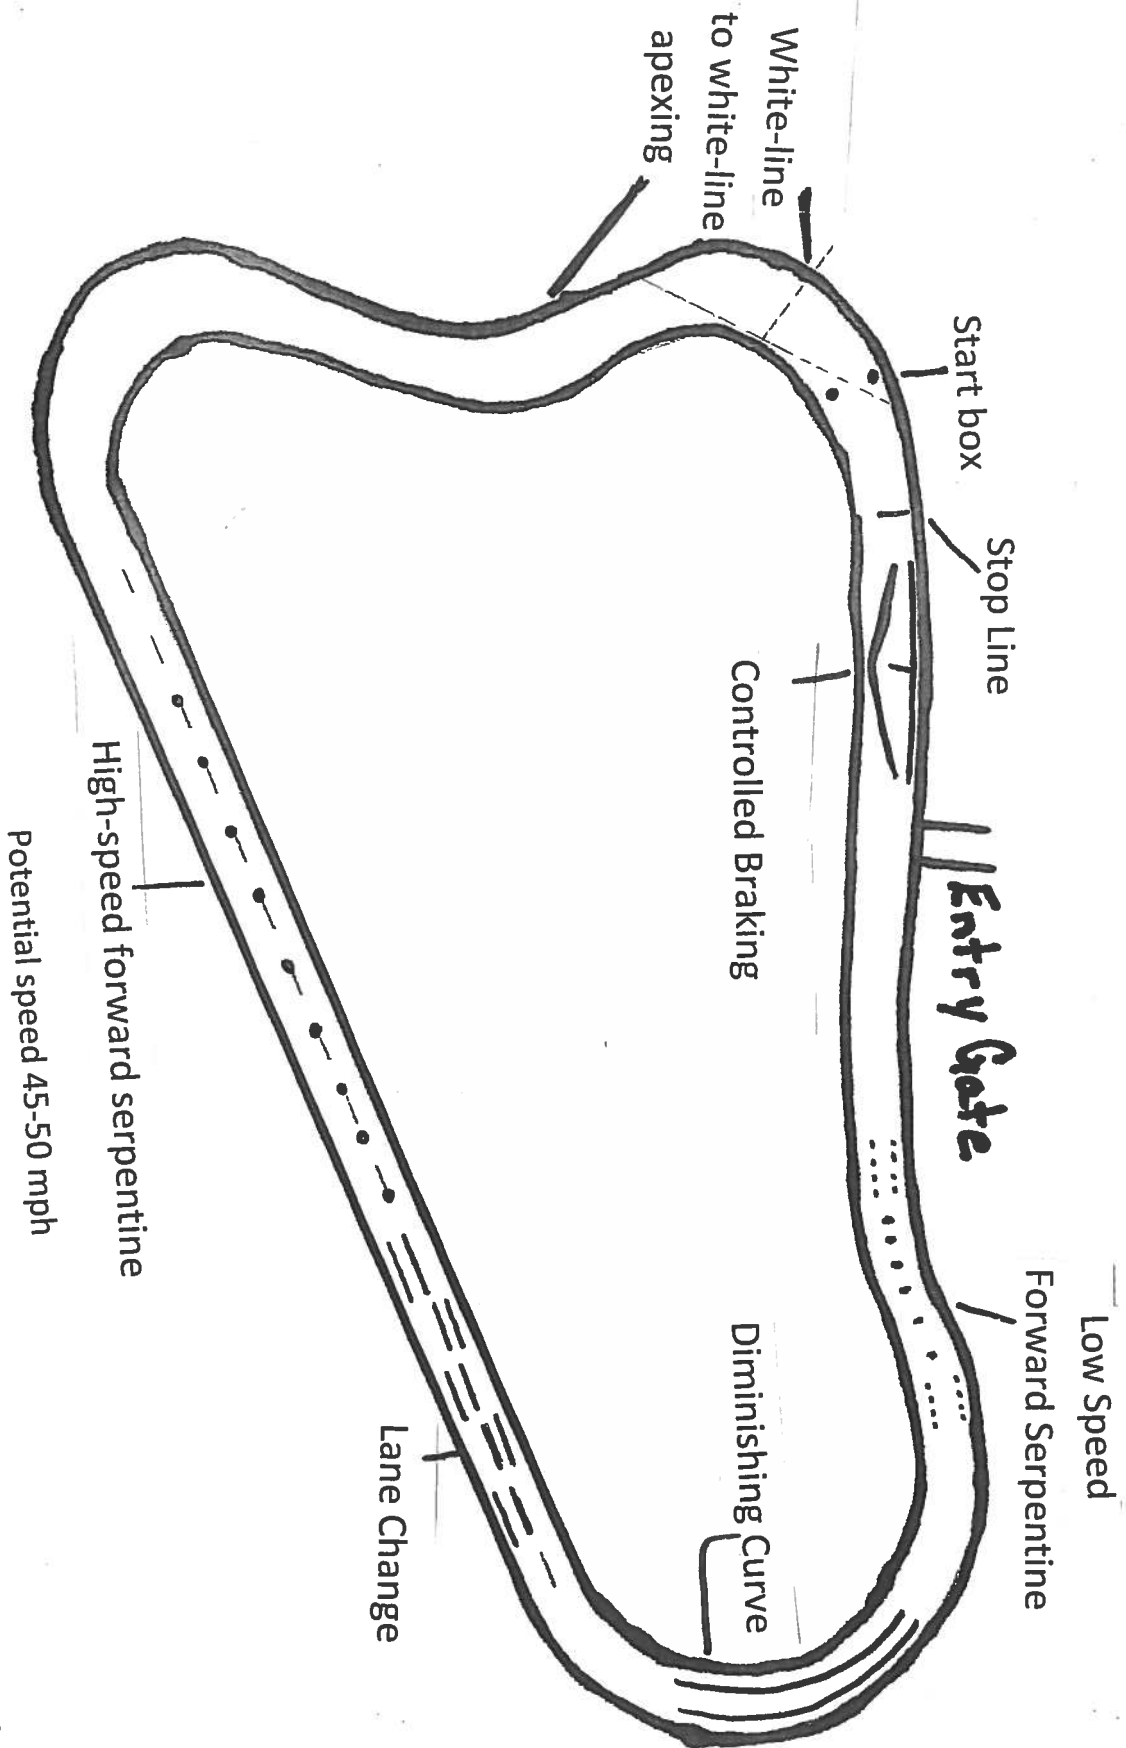 Low Speed
Forward Serpentine
Stop Line
Start box
Entry Gate
White-line
to white-line
apexing
Controlled Braking
Diminishing Curve
Lane Change
High-speed forward serpentine
Potential speed 45-50 mph